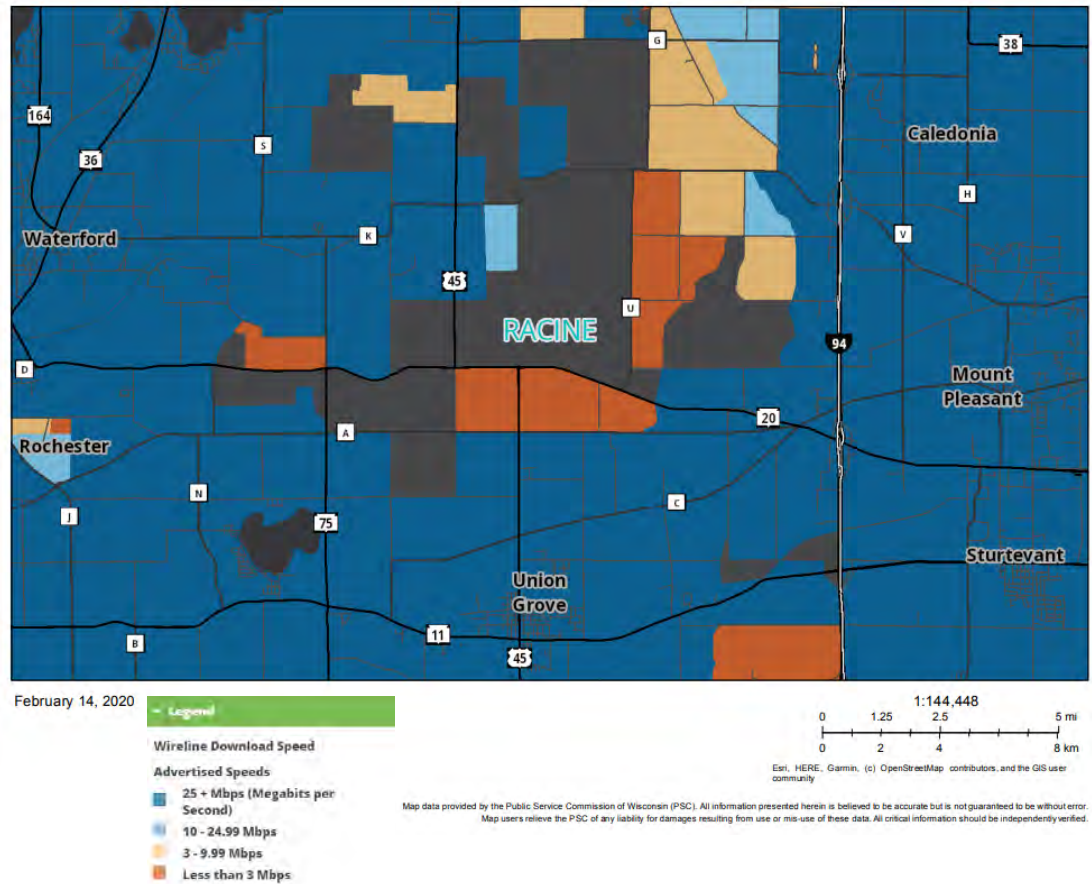 G
38
164
Caledonia
S
36
H
Waterford
K
V
45
U
RACINE
94
D
Mount
Pleasant
20
A
Rochester
N
C
J
75
Sturtevant
Union
Grove
11
B
45
February 14, 2020
- Legend
Wireline Download Speed
Advertised Speeds
25 + Mbps (Megabits per
Second)
10 - 24.99 Mbps
3 - 9.99 Mbps
Less than 3 Mbps
1:144,448
0 1.25 2.5 5 mi
0 2 4 8 km
Esri, HERE, Garmin, (c) OpenStreetMap contributors, and the GIS user
community
Map data provided by the Public Service Commission of Wisconsin (PSC). All information presented herein is believed to be accurate but is not guaranteed to be without error.
Map users relieve the PSC of any liability for damages resulting from use or mis-use of these data. All critical information should be independently verified.